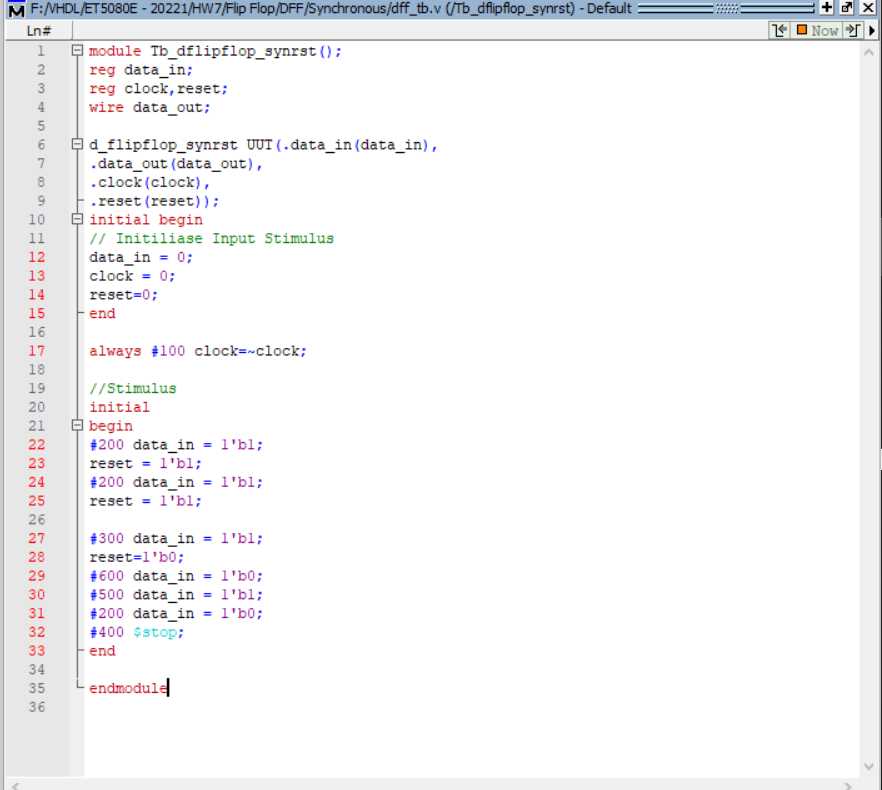 F:/VHDL/ET5080E - 20221/HW7/Flip Flop/DFF/Synchronous/dff_tb.v (/Tb_dflipflop_synrst) - Default
Ln#
Now
1 module Tb_dflipflop_synrst();
2 reg data_in;
3 reg clock,reset;
4 wire data_out;
5
6 d_flipflop_synrst UUT(.data_in(data_in),
7 .data_out(data_out),
8 .clock(clock),
9 .reset(reset));
10 initial begin
11 // Initiliase Input Stimulus
12 data_in = 0;
13 clock = 0;
14 reset=0;
15 end
16
17 always #100 clock=~clock;
18
19 //Stimulus
20 initial
21 begin
22 #200 data_in = 1'b1;
23 reset = 1'b1;
24 #200 data_in = 1'b1;
25 reset = 1'b1;
26
27 #300 data_in = 1'b1;
28 reset=1'b0;
29 #600 data_in = 1'b0;
30 #500 data_in = 1'b1;
31 #200 data_in = 1'b0;
32 #400 $stop;
33 end
34
35 endmodule
36